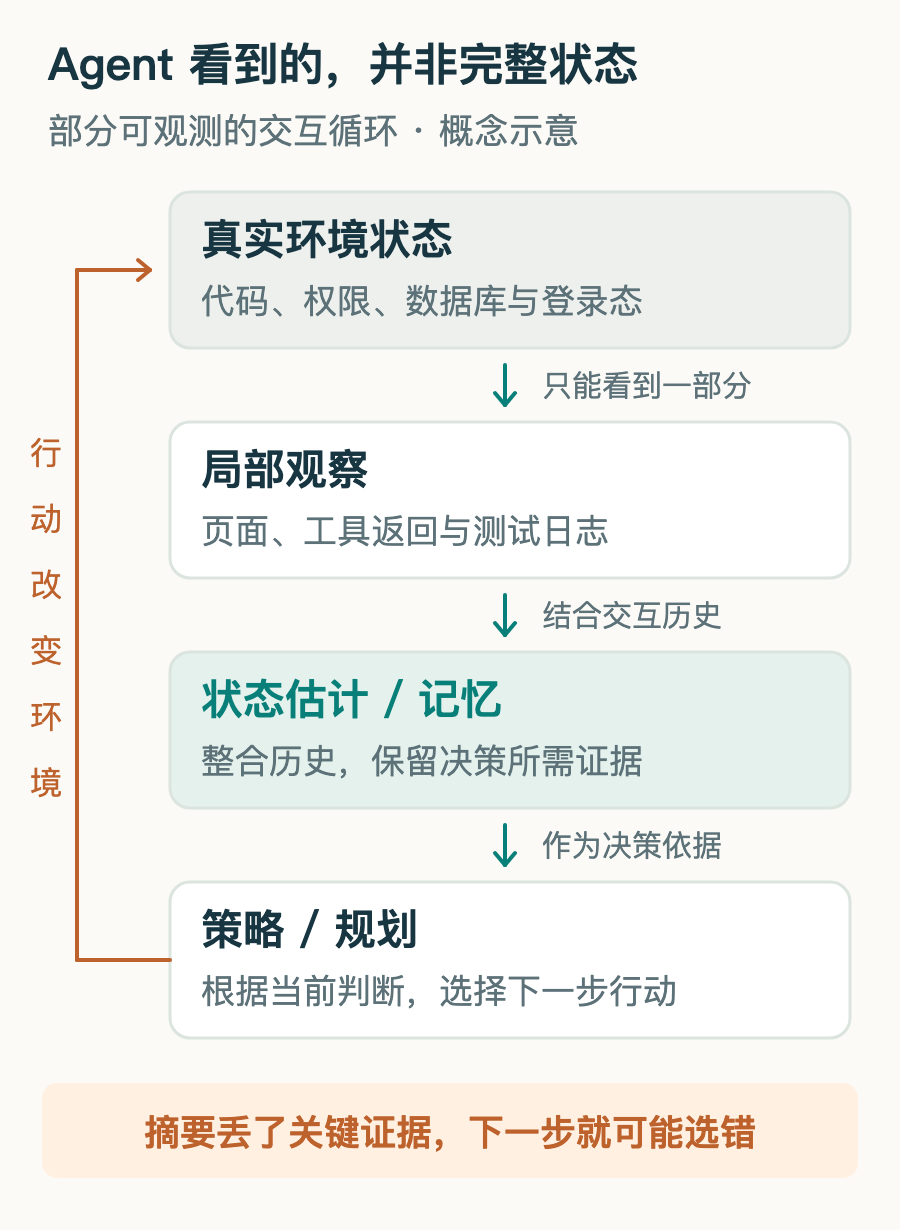 Agent 看到的，并非完整状态
部分可观测的交互循环 · 概念示意
真实环境状态
代码、权限、数据库与登录态
只能看到一部分
局部观察
页面、工具返回与测试日志
结合交互历史
状态估计 / 记忆
整合历史，保留决策所需证据
作为决策依据
策略 / 规划
根据当前判断，选择下一步行动
行动改变环境
摘要丢了关键证据，下一步就可能选错